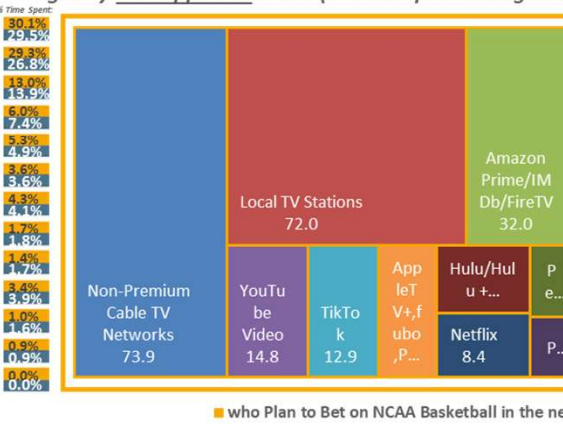 % Time Spent:
30.1%
29.5%
29.3%
26.8%
13.0%
13.9%
6.0%
7.4%
5.3%
4.9%
3.6%
3.6%
4.3%
4.1%
1.7%
1.8%
1.4%
1.7%
3.4%
3.9%
1.0%
1.6%
0.9%
0.9%
0.0%
0.0%
Non-Premium
Cable TV
Networks
73.9
Local TV Stations
72.0
Amazon
Prime/IM
Db/FireTV
32.0
YouTu
be
Video
14.8
TikTo
k
12.9
App
leT
V+,f
ubo
,P...
Hulu/Hul
u +...
Netflix
8.4
P
e...
P...
who Plan to Bet on NCAA Basketball in the ne